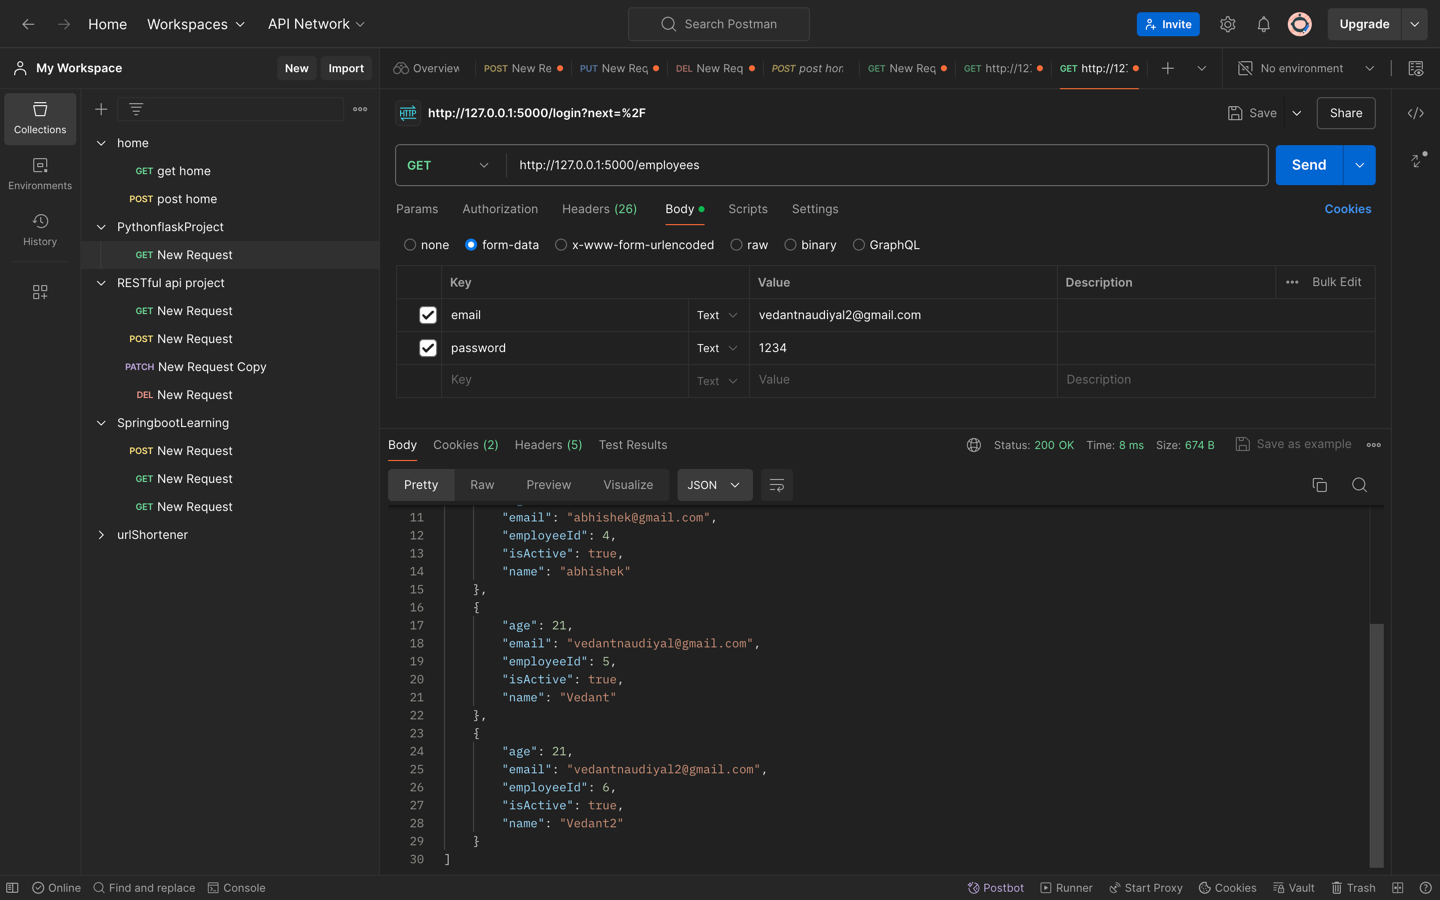 Home Workspaces API Network Search Postman Invite Upgrade
My Workspace New Import Overview POST New Re PUT New Req DEL New Req POST post hor GET New Req GET http://127 GET http://127 No environment
Collections
Environments
History
home
GET get home
POST post home
PythonflaskProject
GET New Request
RESTful api project
GET New Request
POST New Request
PATCH New Request Copy
DEL New Request
SpringbootLearning
POST New Request
GET New Request
GET New Request
urlShortener
HTTP http://127.0.0.1:5000/login?next=%2F Save Share
GET http://127.0.0.1:5000/employees Send
Params Authorization Headers (26) Body Scripts Settings Cookies
none form-data x-www-form-urlencoded raw binary GraphQL
Key Value Description Bulk Edit
email Text vedantnaudiyal2@gmail.com
password Text 1234
Key Text Value Description
Body Cookies (2) Headers (5) Test Results Status: 200 OK Time: 8 ms Size: 674 B Save as example
Pretty Raw Preview Visualize JSON
11 "email": "abhishek@gmail.com",
12 "employeeId": 4,
13 "isActive": true,
14 "name": "abhishek"
15 },
16 {
17 "age": 21,
18 "email": "vedantnaudiyal@gmail.com",
19 "employeeId": 5,
20 "isActive": true,
21 "name": "Vedant"
22 },
23 {
24 "age": 21,
25 "email": "vedantnaudiyal2@gmail.com",
26 "employeeId": 6,
27 "isActive": true,
28 "name": "Vedant2"
29 }
30 ]
Online Find and replace Console Postbot Runner Start Proxy Cookies Vault Trash